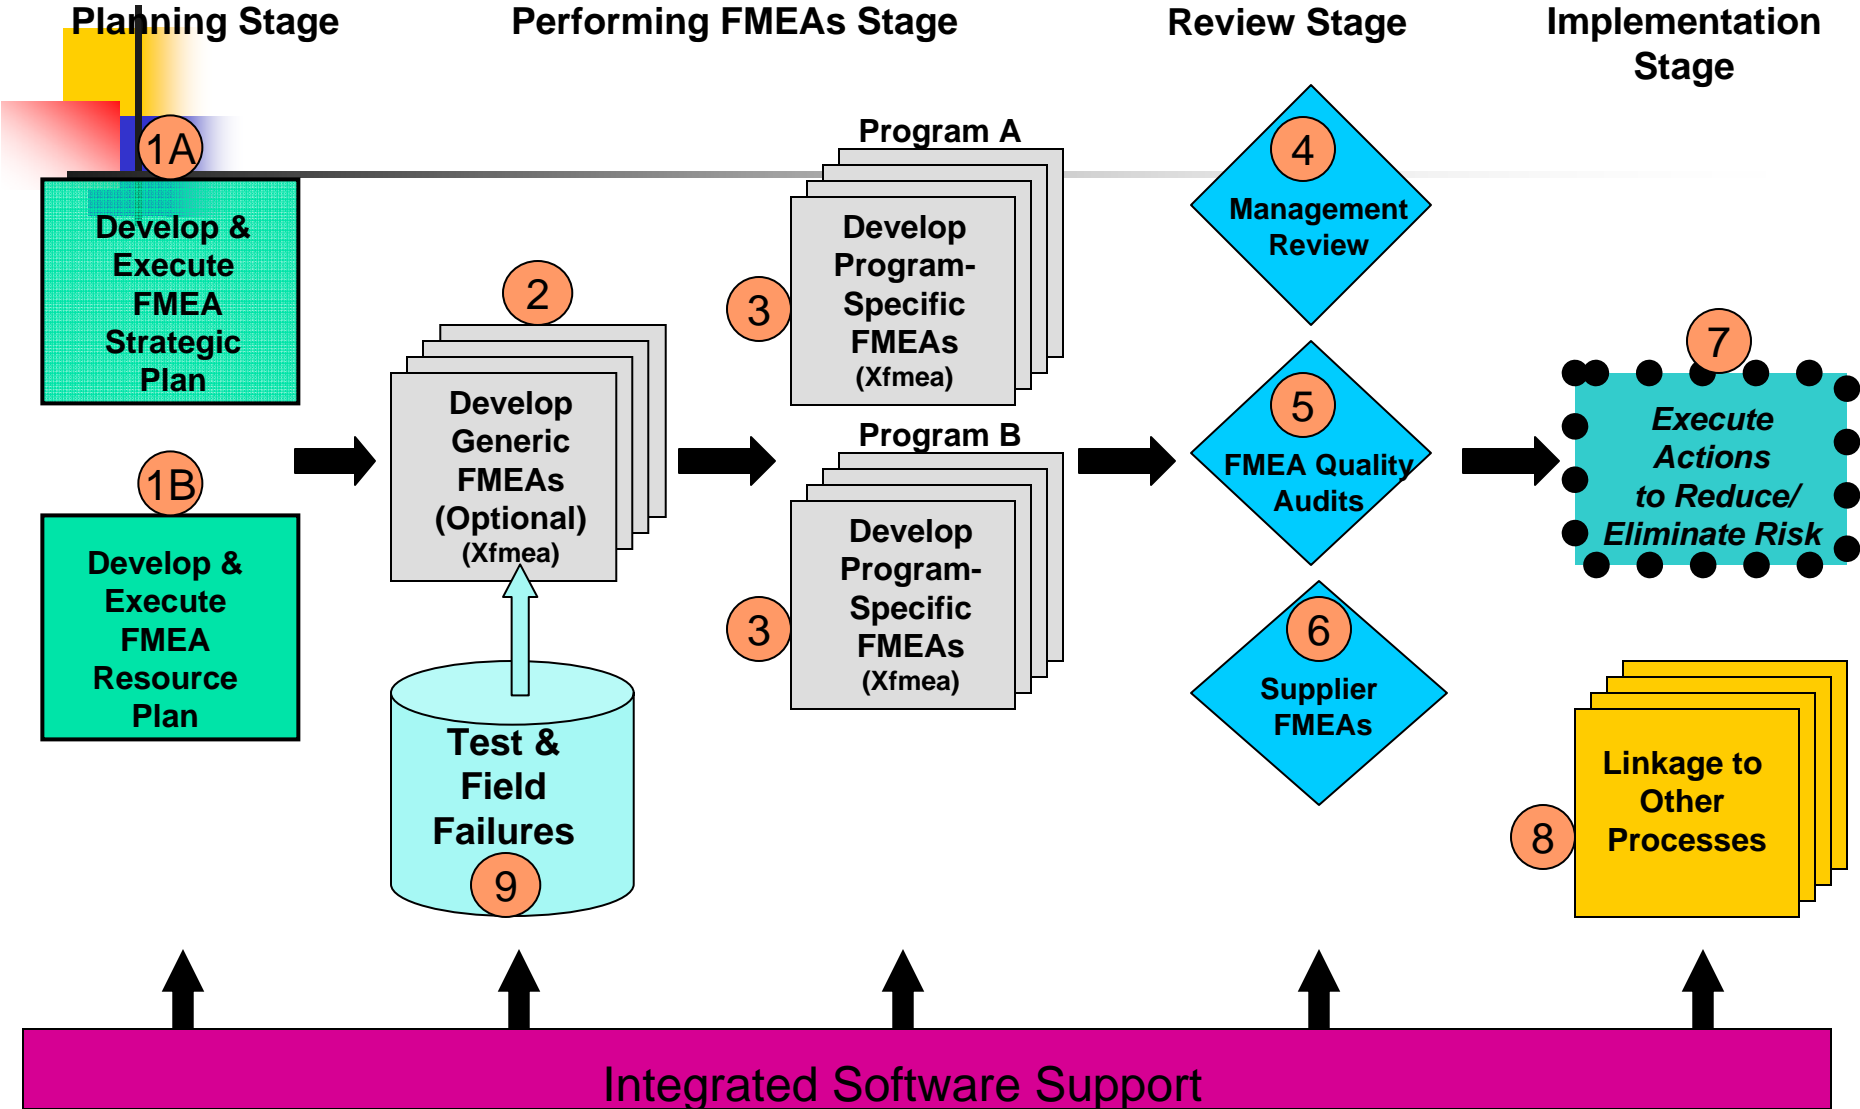 Planning Stage
Performing FMEAs Stage
Review Stage
Implementation
Stage
1A
Develop &
Execute
FMEA
Strategic
Plan
1B
Develop &
Execute
FMEA
Resource
Plan
2
Develop
Generic
FMEAs
(Optional)
(Xfmea)
Test &
Field
Failures
9
Program A
3
Develop
Program-
Specific
FMEAs
(Xfmea)
Program B
3
Develop
Program-
Specific
FMEAs
(Xfmea)
4
Management
Review
5
FMEA Quality
Audits
6
Supplier
FMEAs
7
Execute
Actions
to Reduce/
Eliminate Risk
8
Linkage to
Other
Processes
Integrated Software Support